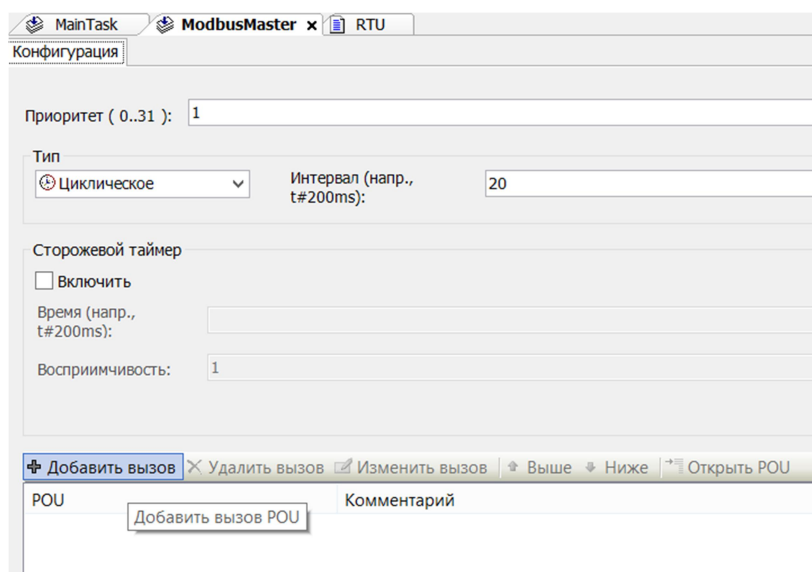 MainTask ModbusMaster x RTU
Конфигурация
Приоритет ( 0..31 ): 1
Тип
Циклическое Интервал (напр., t#200ms): 20
Сторожевой таймер
Включить
Время (напр., t#200ms):
Восприимчивость: 1
Добавить вызов Удалить вызов Изменить вызов Выше Ниже Открыть POU
POU Комментарий
Добавить вызов POU